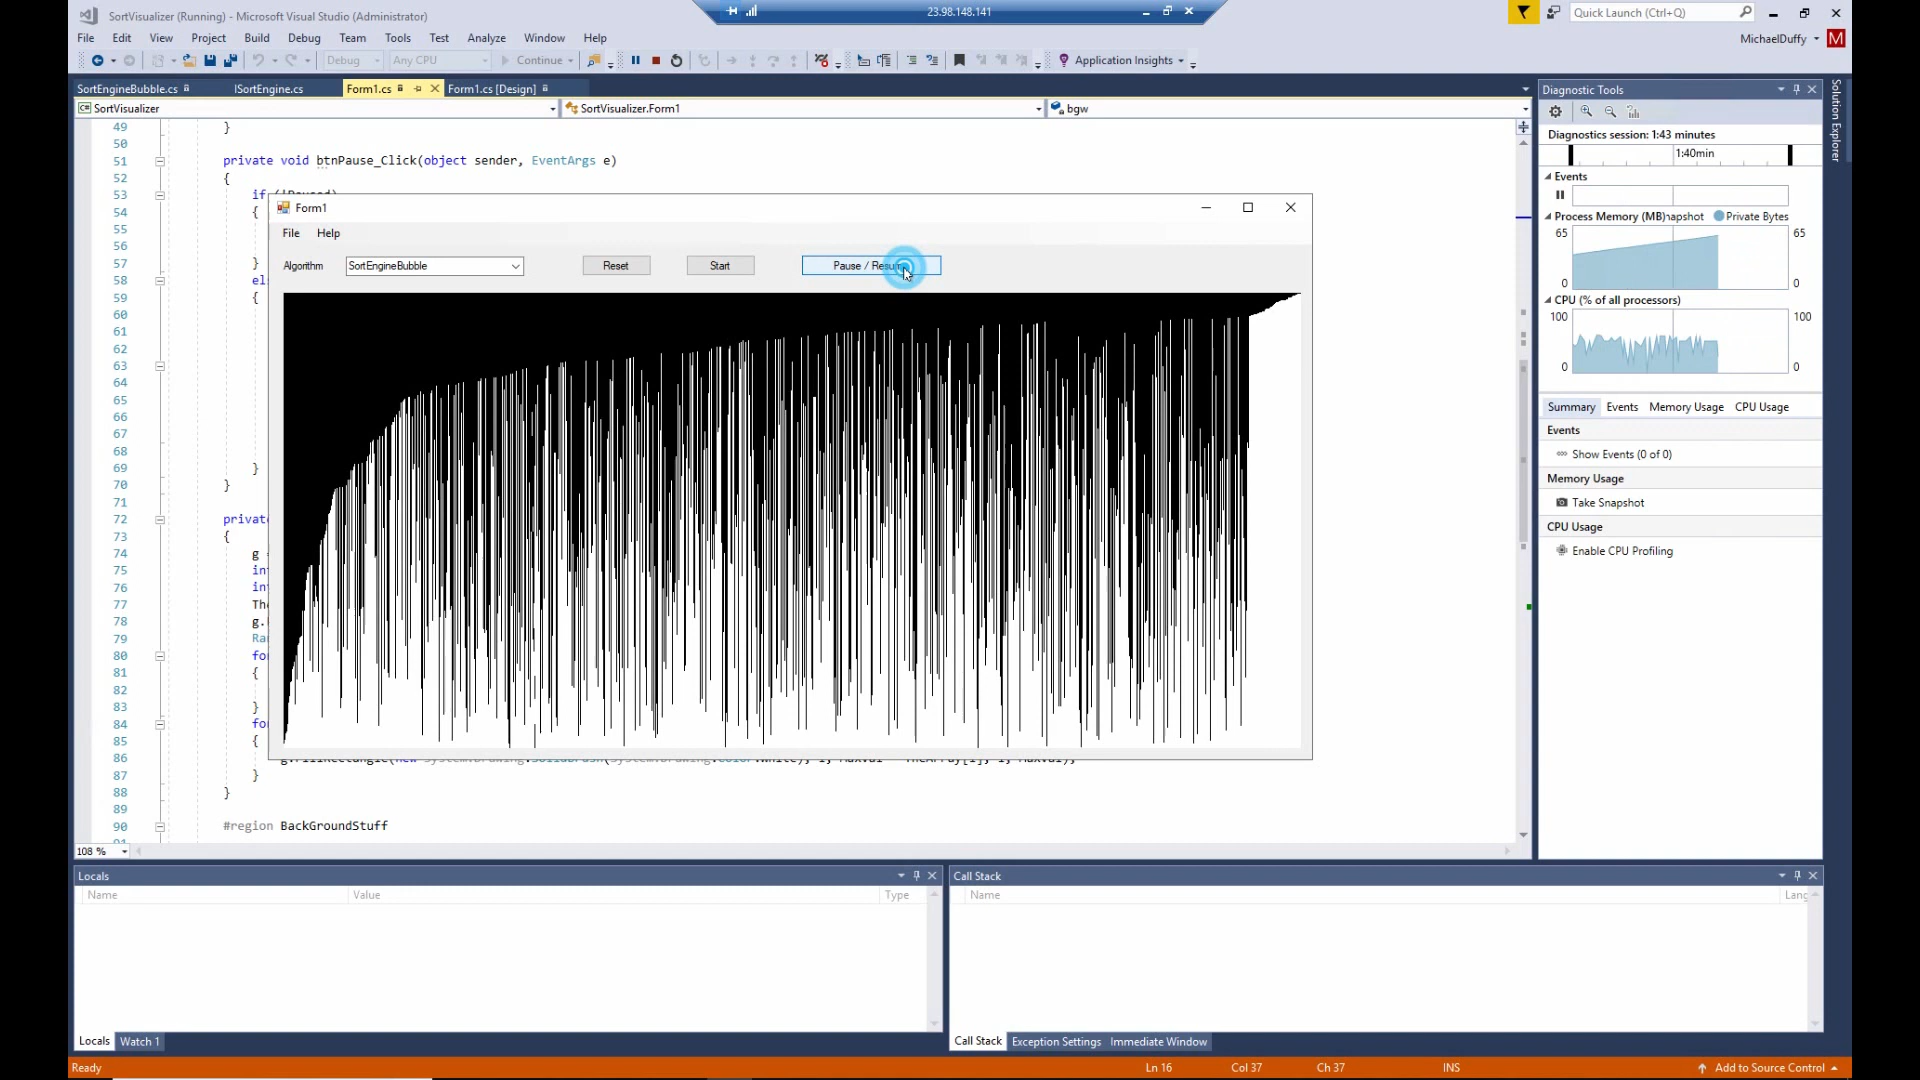 SortVisualizer (Running) - Microsoft Visual Studio (Administrator)
23.98.148.141
Quick Launch (Ctrl+Q)
File Edit View Project Build Debug Team Tools Test Analyze Window Help
MichaelDuffy M
Debug Any CPU Continue Application Insights
SortEngineBubble.cs ISortEngine.cs Form1.cs Form1.cs [Design]
SortVisualizer SortVisualizer.Form1 bgw
49 }
50
51 private void btnPause_Click(object sender, EventArgs e)
52 {
53 if
54 {
55
56
57 }
58
59 {
60
61
62
63
64
65
66
67
68
69 }
70 }
71
72
73 {
74 g
75
76
77
78 g.
79
80
81 {
82
83 }
84
85 {
86
87 }
88 }
89
90 #region BackGroundStuff
108 %
Form1
File Help
Algorithm SortEngineBubble Reset Start Pause /
Diagnostic Tools
Diagnostics session: 1:43 minutes
1:40min
Events
Process Memory (MB) Private Bytes
65 65
0 0
CPU (% of all processors)
100 100
0 0
Summary Events Memory Usage CPU Usage
Events
Show Events (0 of 0)
Memory Usage
Take Snapshot
CPU Usage
Enable CPU Profiling
Solution Explorer
Locals
Name Value Type
Locals Watch 1
Call Stack
Name
Call Stack Exception Settings Immediate Window
Ready Ln 16 Col 37 Ch 37 INS Add to Source Control